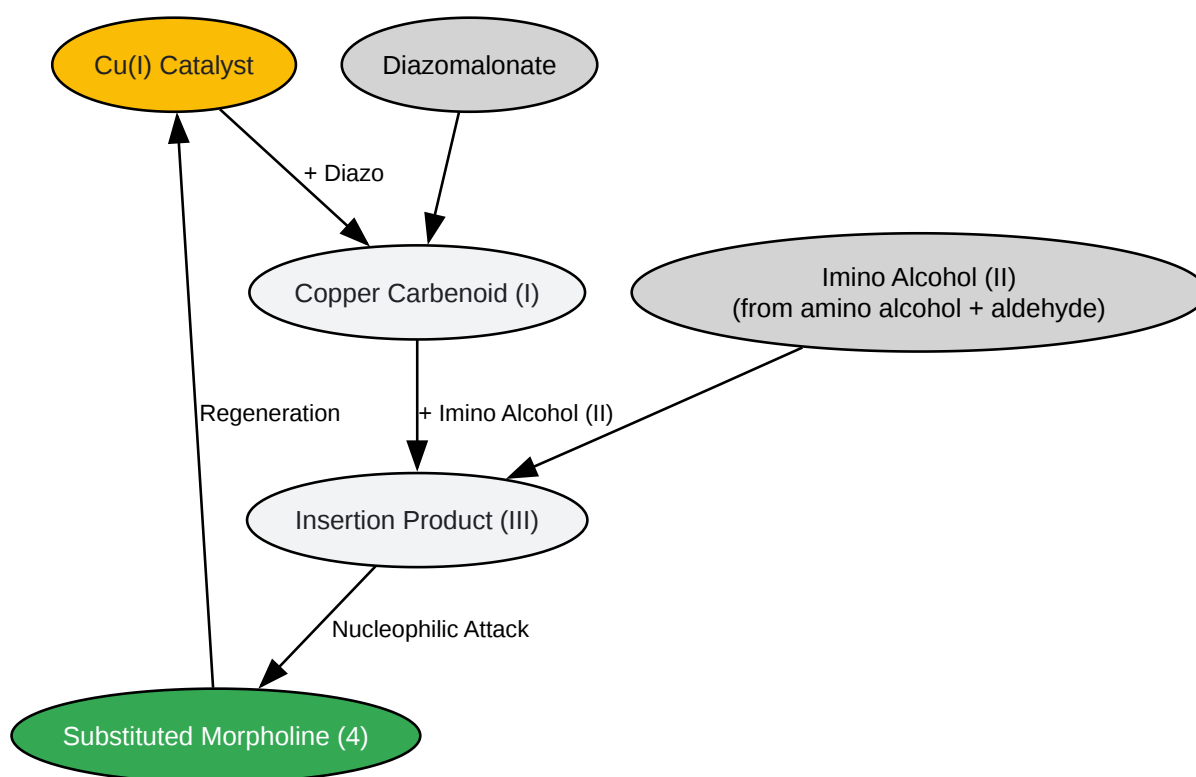 Cu(I) Catalyst
Diazomalonate
+ Diazo
Copper Carbenoid (I)
Imino Alcohol (II)
(from amino alcohol + aldehyde)
Regeneration
+ Imino Alcohol (II)
Insertion Product (III)
Nucleophilic Attack
Substituted Morpholine (4)